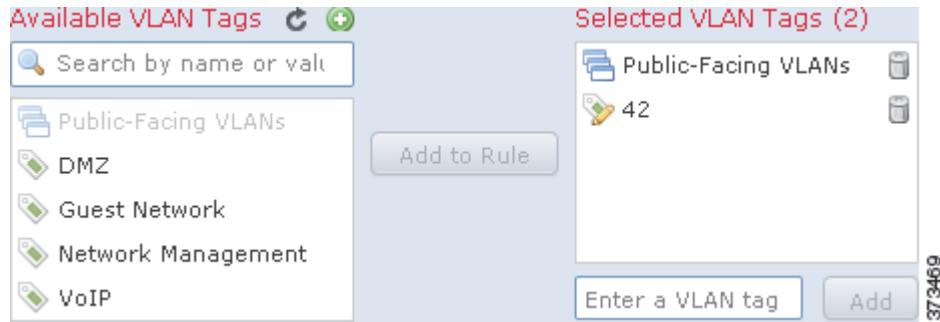 Available VLAN Tags
Search by name or valu
Public-Facing VLANs
DMZ
Guest Network
Network Management
VoIP
Add to Rule
Selected VLAN Tags (2)
Public-Facing VLANs
42
Enter a VLAN tag
Add
373469